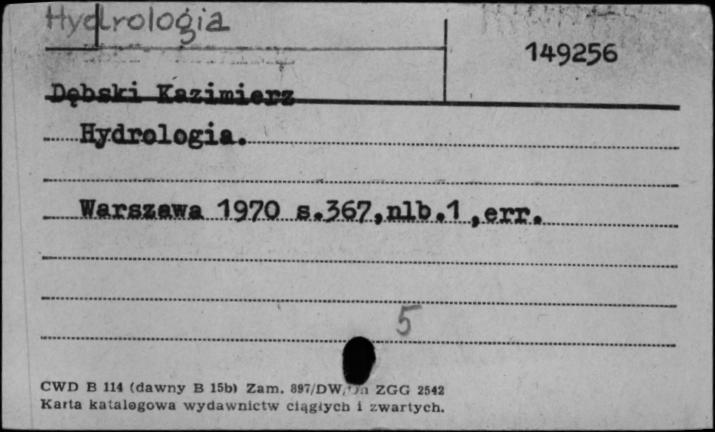 Hydrologia
149256
Dębski Kazimierz
Hydrologia.
Warszawa 1970 s.367,nlb.1,err.
5
CWD B 114 (dawny B 15b) Zam. 897/DW/ ZGG 2542
Karta katalogowa wydawnictw ciągłych i zwartych.